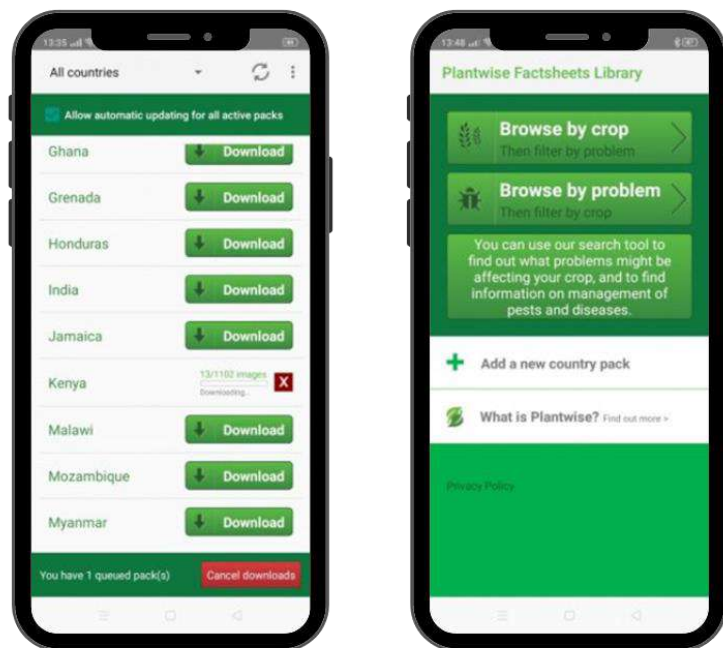 13:35
All countries
Allow automatic updating for all active packs
Ghana Download
Grenada Download
Honduras Download
India Download
Jamaica Download
Kenya 13/1102 images X
Downloading...
Malawi Download
Mozambique Download
Myanmar Download
You have 1 queued pack(s) Cancel downloads
13:48
Plantwise Factsheets Library
Browse by crop
Then filter by problem
Browse by problem
Then filter by crop
You can use our search tool to
find out what problems might be
affecting your crop, and to find
information on management of
pests and diseases.
Add a new country pack
What is Plantwise? Find out more >
Privacy Policy